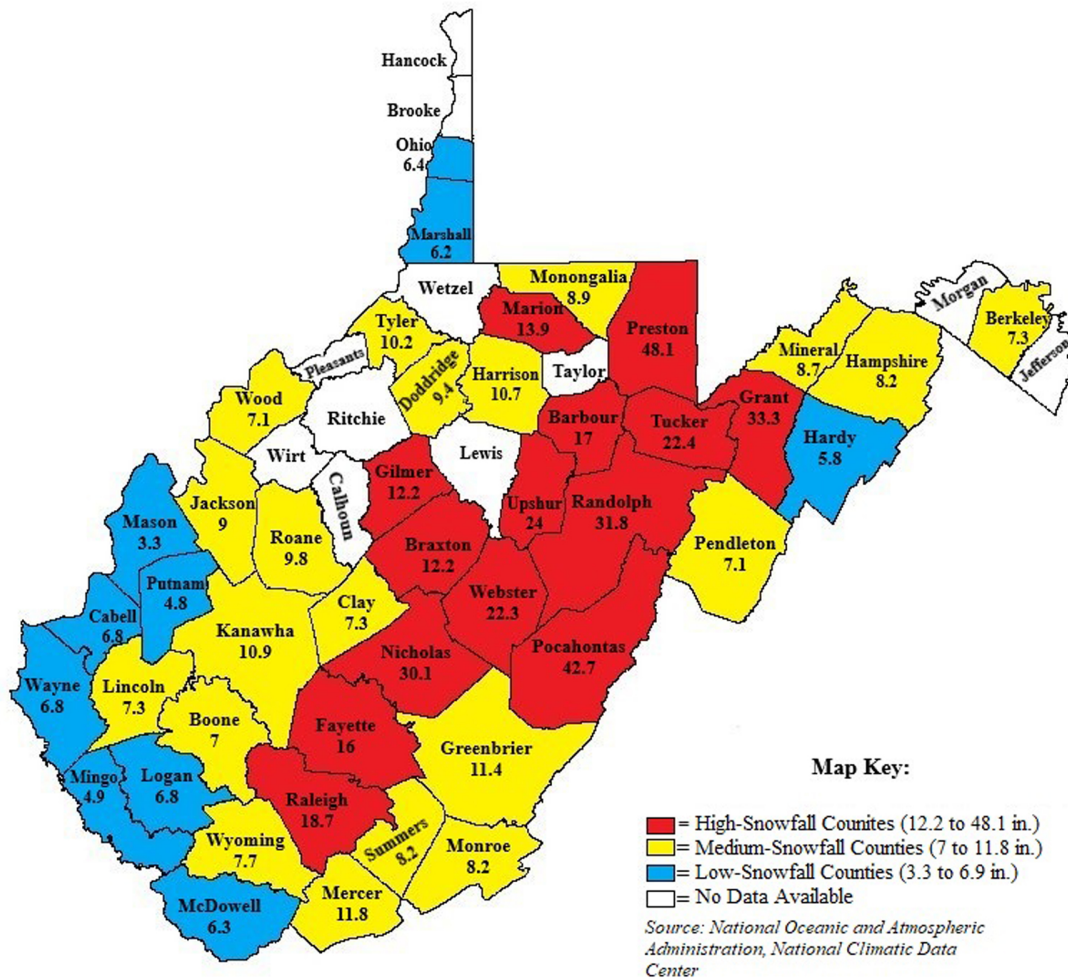 Hancock
Brooke
Ohio
6.4
Marshall
6.2
Wetzel
Monongalia
8.9
Marion
13.9
Preston
48.1
Morgan
Berkeley
7.3
Jefferson
Tyler
10.2
Pleasants
Doddridge
9.4
Harrison
10.7
Taylor
Mineral
8.7
Hampshire
8.2
Wood
7.1
Ritchie
Barbour
17
Tucker
22.4
Grant
33.3
Hardy
5.8
Wirt
Calhoun
Gilmer
12.2
Lewis
Upshur
24
Randolph
31.8
Jackson
9
Roane
9.8
Mason
3.3
Braxton
12.2
Pendleton
7.1
Putnam
4.8
Cabell
6.8
Clay
7.3
Webster
22.3
Kanawha
10.9
Nicholas
30.1
Pocahontas
42.7
Wayne
6.8
Lincoln
7.3
Boone
7
Fayette
16
Greenbrier
11.4
Mingo
4.9
Logan
6.8
Raleigh
18.7
Wyoming
7.7
Summers
8.2
Monroe
8.2
McDowell
6.3
Mercer
11.8
Map Key:
= High-Snowfall Counites (12.2 to 48.1 in.)
= Medium-Snowfall Counties (7 to 11.8 in.)
= Low-Snowfall Counties (3.3 to 6.9 in.)
= No Data Available
Source: National Oceanic and Atmospheric
Administration, National Climatic Data
Center